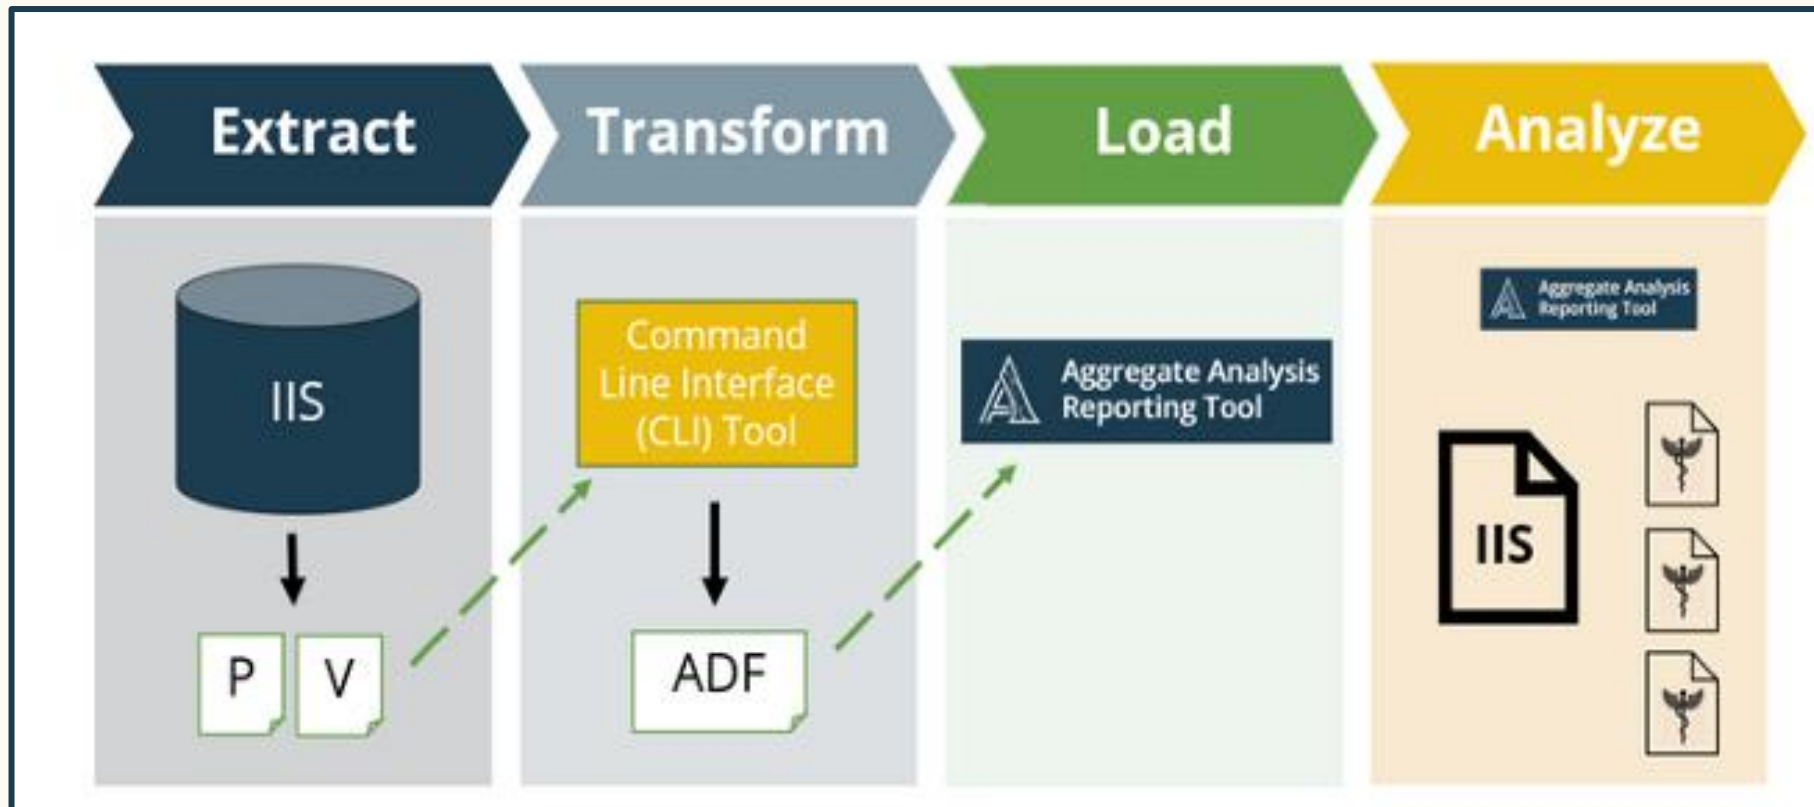 Extract
Transform
Load
Analyze
IIS
P
V
Command
Line Interface
(CLI) Tool
ADF
Aggregate Analysis
Reporting Tool
Aggregate Analysis
Reporting Tool
IIS